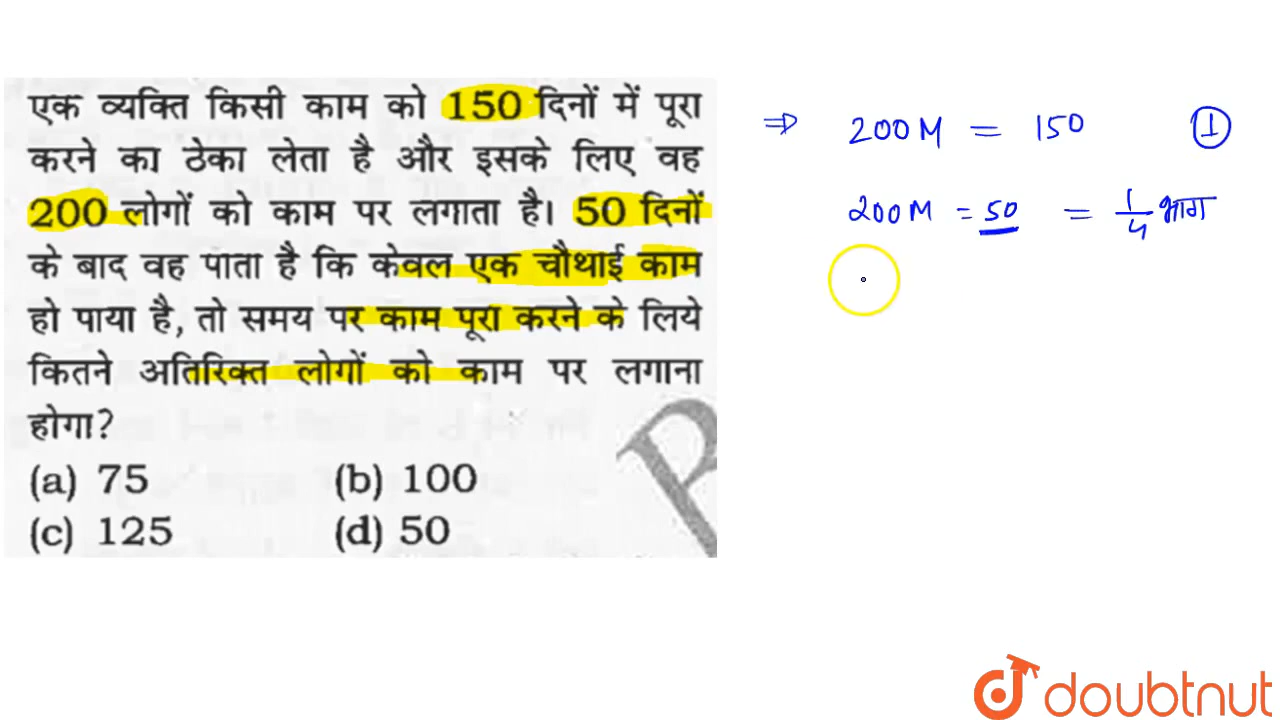 एक व्यक्ति किसी काम को 150 दिनों में पूरा
करने का ठेका लेता है और इसके लिए वह
200 लोगों को काम पर लगाता है। 50 दिनों
के बाद वह पाता है कि केवल एक चौथाई काम
हो पाया है, तो समय पर काम पूरा करने के लिये
कितने अतिरिक्त लोगों को काम पर लगाना
होगा?
(a) 75 (b) 100
(c) 125 (d) 50
⇒ 200M = 150 ①
200M = 50 = 1/4 भाग
R
doubtnut